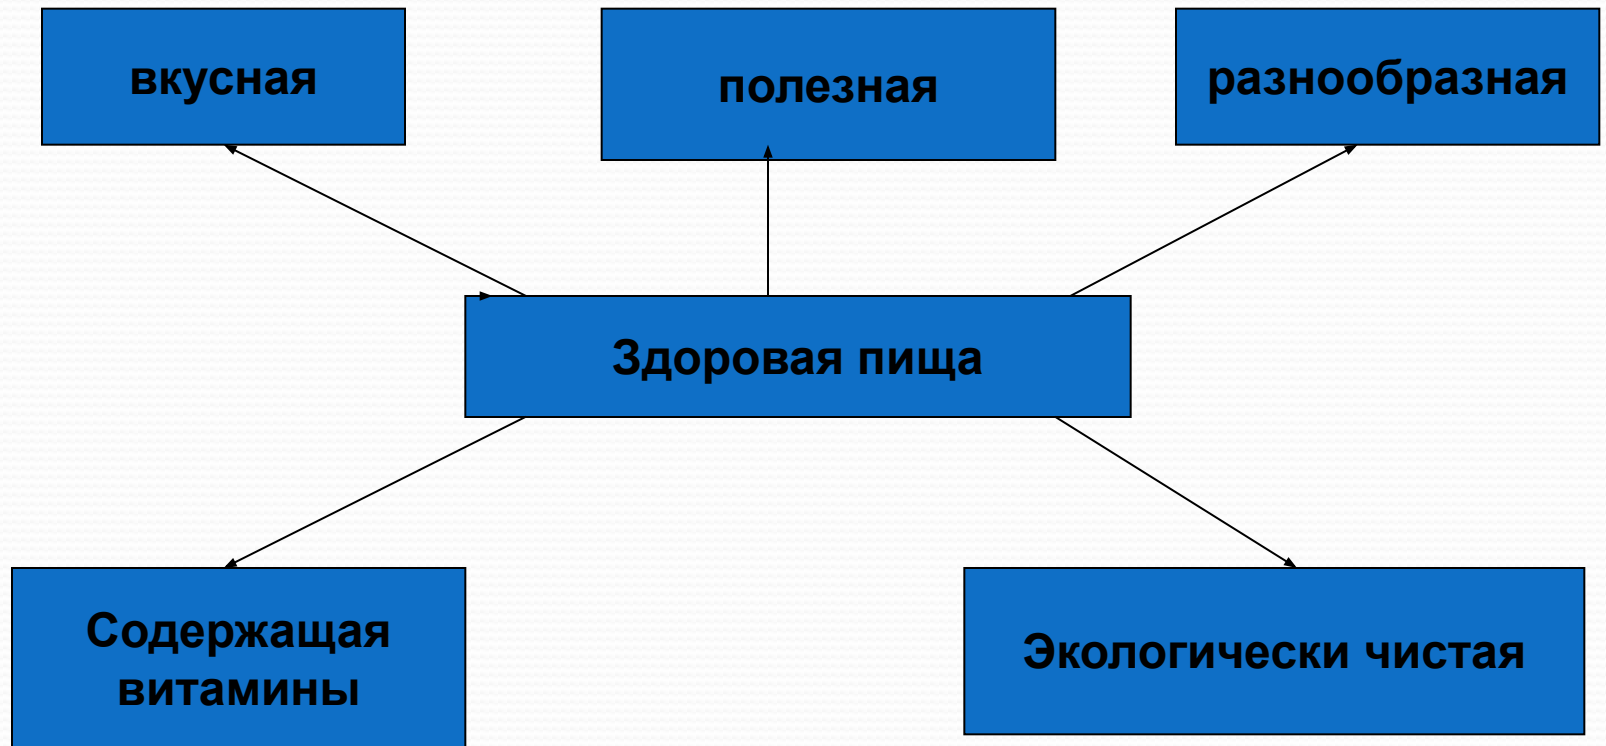 вкусная
полезная
разнообразная
Здоровая пища
Содержащая
витамины
Экологически чистая